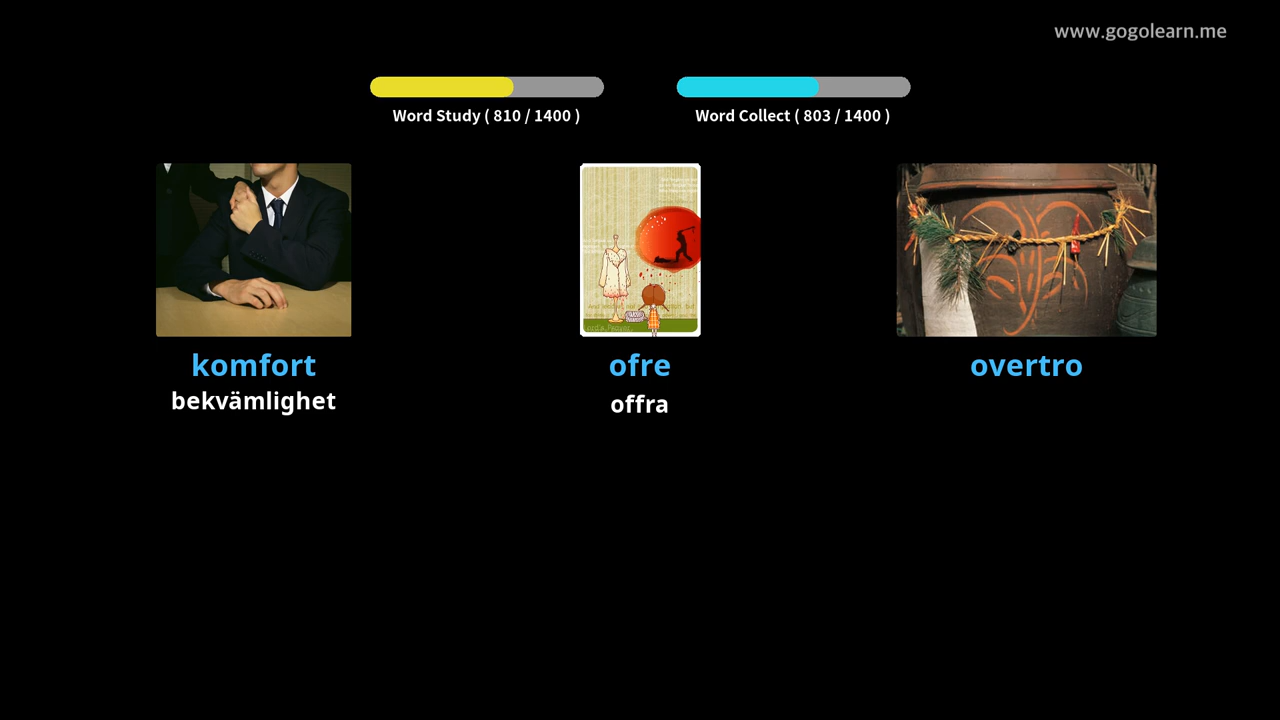 www.gogolearn.me
Word Study ( 810 / 1400 )
Word Collect ( 803 / 1400 )
komfort
ofre
overtro
bekvämlighet
offra